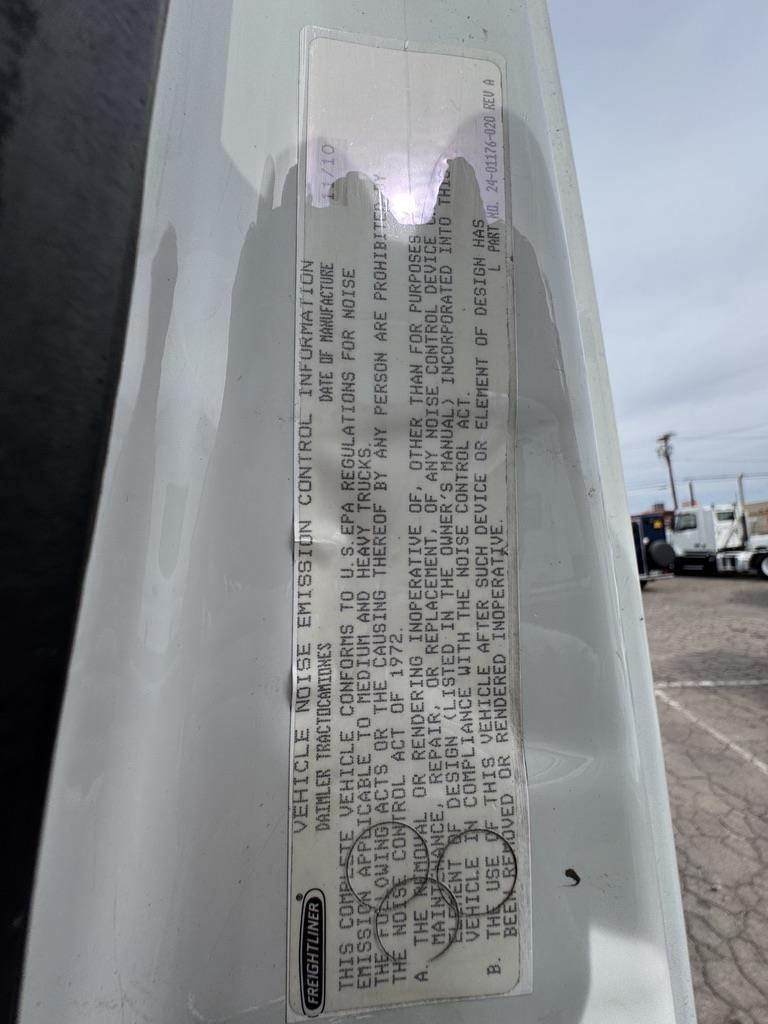 FREIGHTLINER
VEHICLE NOISE EMISSION CONTROL INFORMATION
DAIMLER TRACTOCAMIONES DATE OF MANUFACTURE 11/10
THIS COMPLETE VEHICLE CONFORMS TO U.S.EPA REGULATIONS FOR NOISE
EMISSION APPLICABLE TO MEDIUM AND HEAVY TRUCKS.
THE FOLLOWING ACTS OR THE CAUSING THEREOF BY ANY PERSON ARE PROHIBITED BY
THE NOISE CONTROL ACT OF 1972.
A. THE REMOVAL OR RENDERING INOPERATIVE OF, OTHER THAN FOR PURPOSES
MAINTENANCE, REPAIR, OR REPLACEMENT, OF ANY NOISE CONTROL DEVICE
ELEMENT OF DESIGN (LISTED IN THE OWNER'S MANUAL) INCORPORATED INTO THIS
VEHICLE IN COMPLIANCE WITH THE NOISE CONTROL ACT.
B. THE USE OF THIS VEHICLE AFTER SUCH DEVICE OR ELEMENT OF DESIGN HAS
BEEN REMOVED OR RENDERED INOPERATIVE.
L PART NO. 24-01176-020 REV A